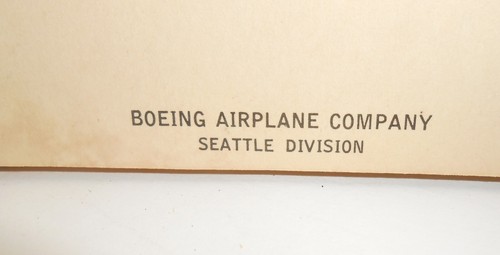 BOEING AIRPLANE COMPANY
SEATTLE DIVISION